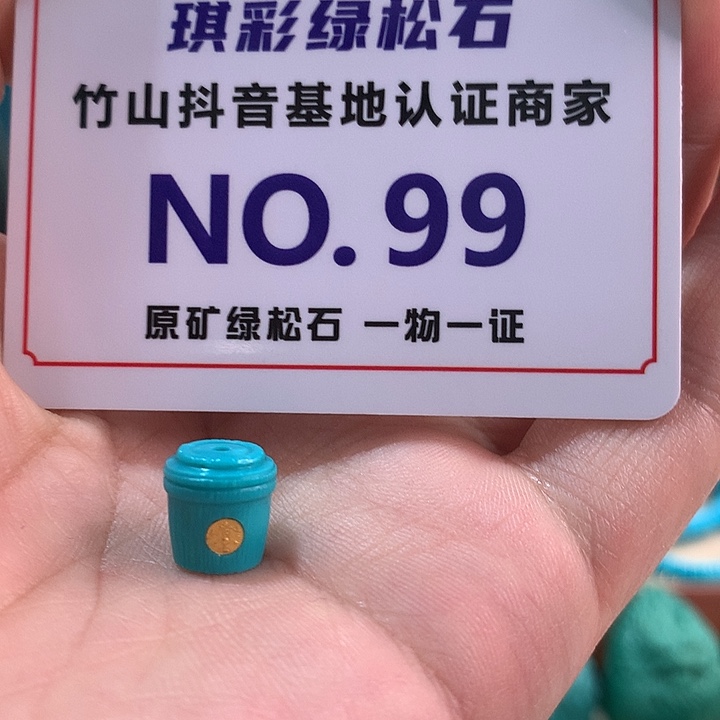 琪彩绿松石
竹山抖音基地认证商家
NO.99
原矿绿松石 一物一证